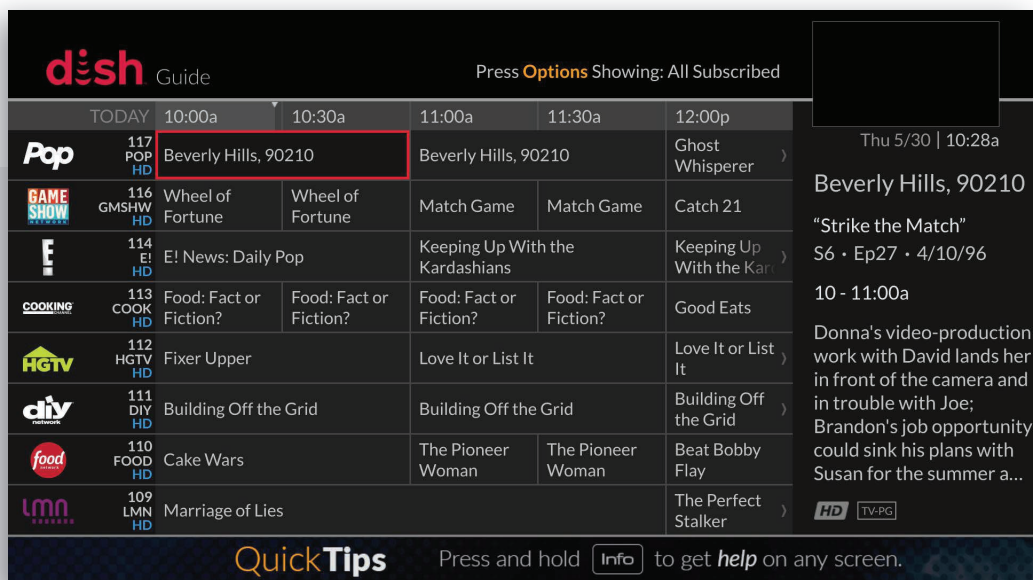 dish Guide
Press Options Showing: All Subscribed
TODAY 10:00a 10:30a 11:00a 11:30a 12:00p
Thu 5/30 | 10:28a
Pop
117
POP
HD
Beverly Hills, 90210
Beverly Hills, 90210
Ghost
Whisperer
GAME
SHOW
NETWORK
116
GMSHW
HD
Wheel of
Fortune
Wheel of
Fortune
Match Game
Match Game
Catch 21
E!
114
E!
HD
E! News: Daily Pop
Keeping Up With the
Kardashians
Keeping Up
With the Kar
COOKING
CHANNEL
113
COOK
HD
Food: Fact or
Fiction?
Food: Fact or
Fiction?
Food: Fact or
Fiction?
Food: Fact or
Fiction?
Good Eats
HGTV
112
HGTV
HD
Fixer Upper
Love It or List It
Love It or List
It
diy
network
111
DIY
HD
Building Off the Grid
Building Off the Grid
Building Off
the Grid
food
network
110
FOOD
HD
Cake Wars
The Pioneer
Woman
The Pioneer
Woman
Beat Bobby
Flay
lmn
109
LMN
HD
Marriage of Lies
The Perfect
Stalker
Beverly Hills, 90210
“Strike the Match”
S6 • Ep27 • 4/10/96
10 - 11:00a
Donna's video-production
work with David lands her
in front of the camera and
in trouble with Joe;
Brandon's job opportunity
could sink his plans with
Susan for the summer a...
HD TV-PG
QuickTips Press and hold Info to get help on any screen.